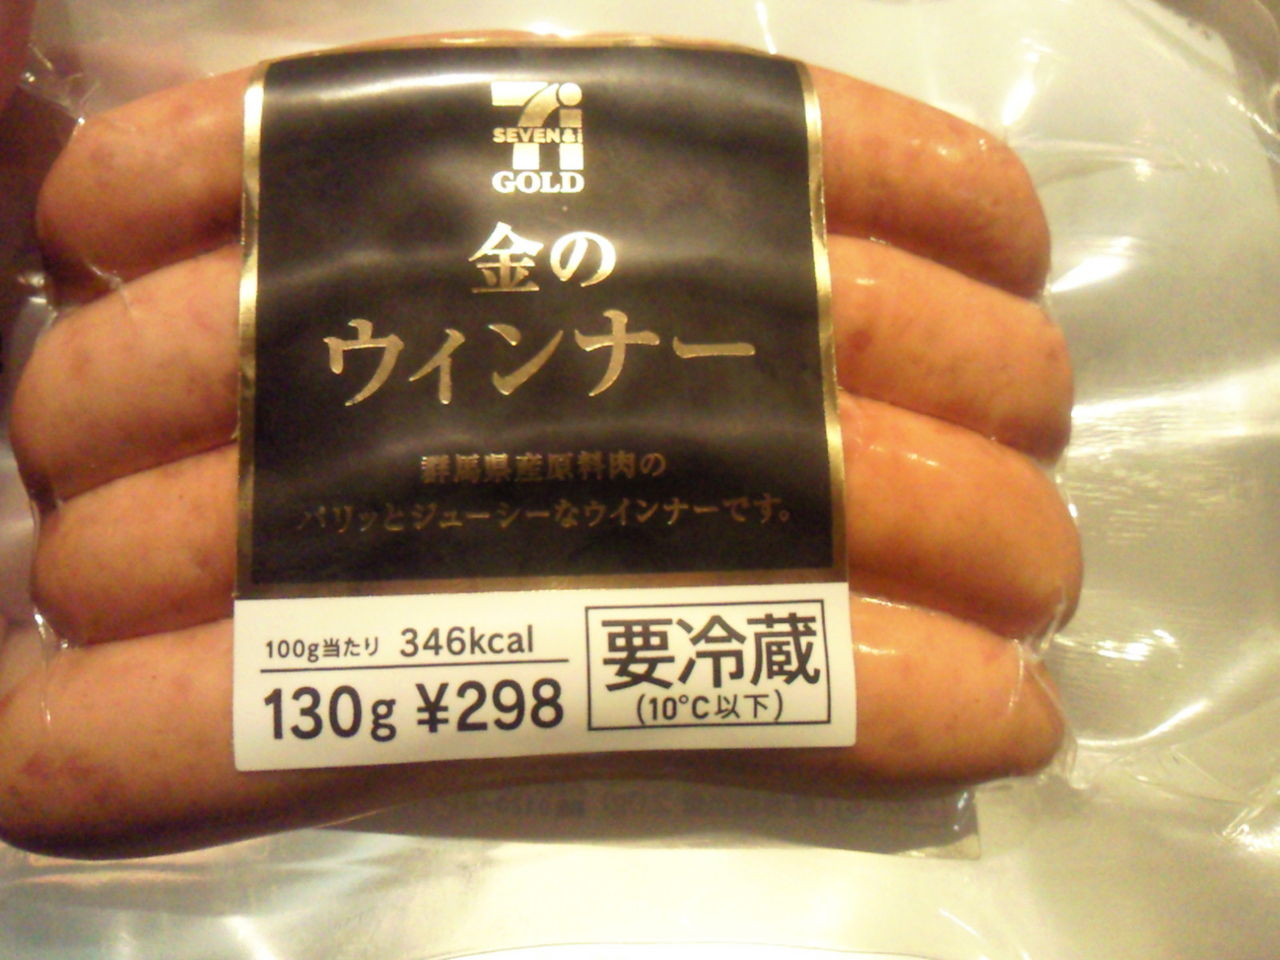 SEVEN&i
GOLD
金の
ウィンナー
群馬県産原料肉の
パリッとジューシーなウインナーです。
100g当たり 346kcal
130g ¥298
要冷蔵
(10°C以下)